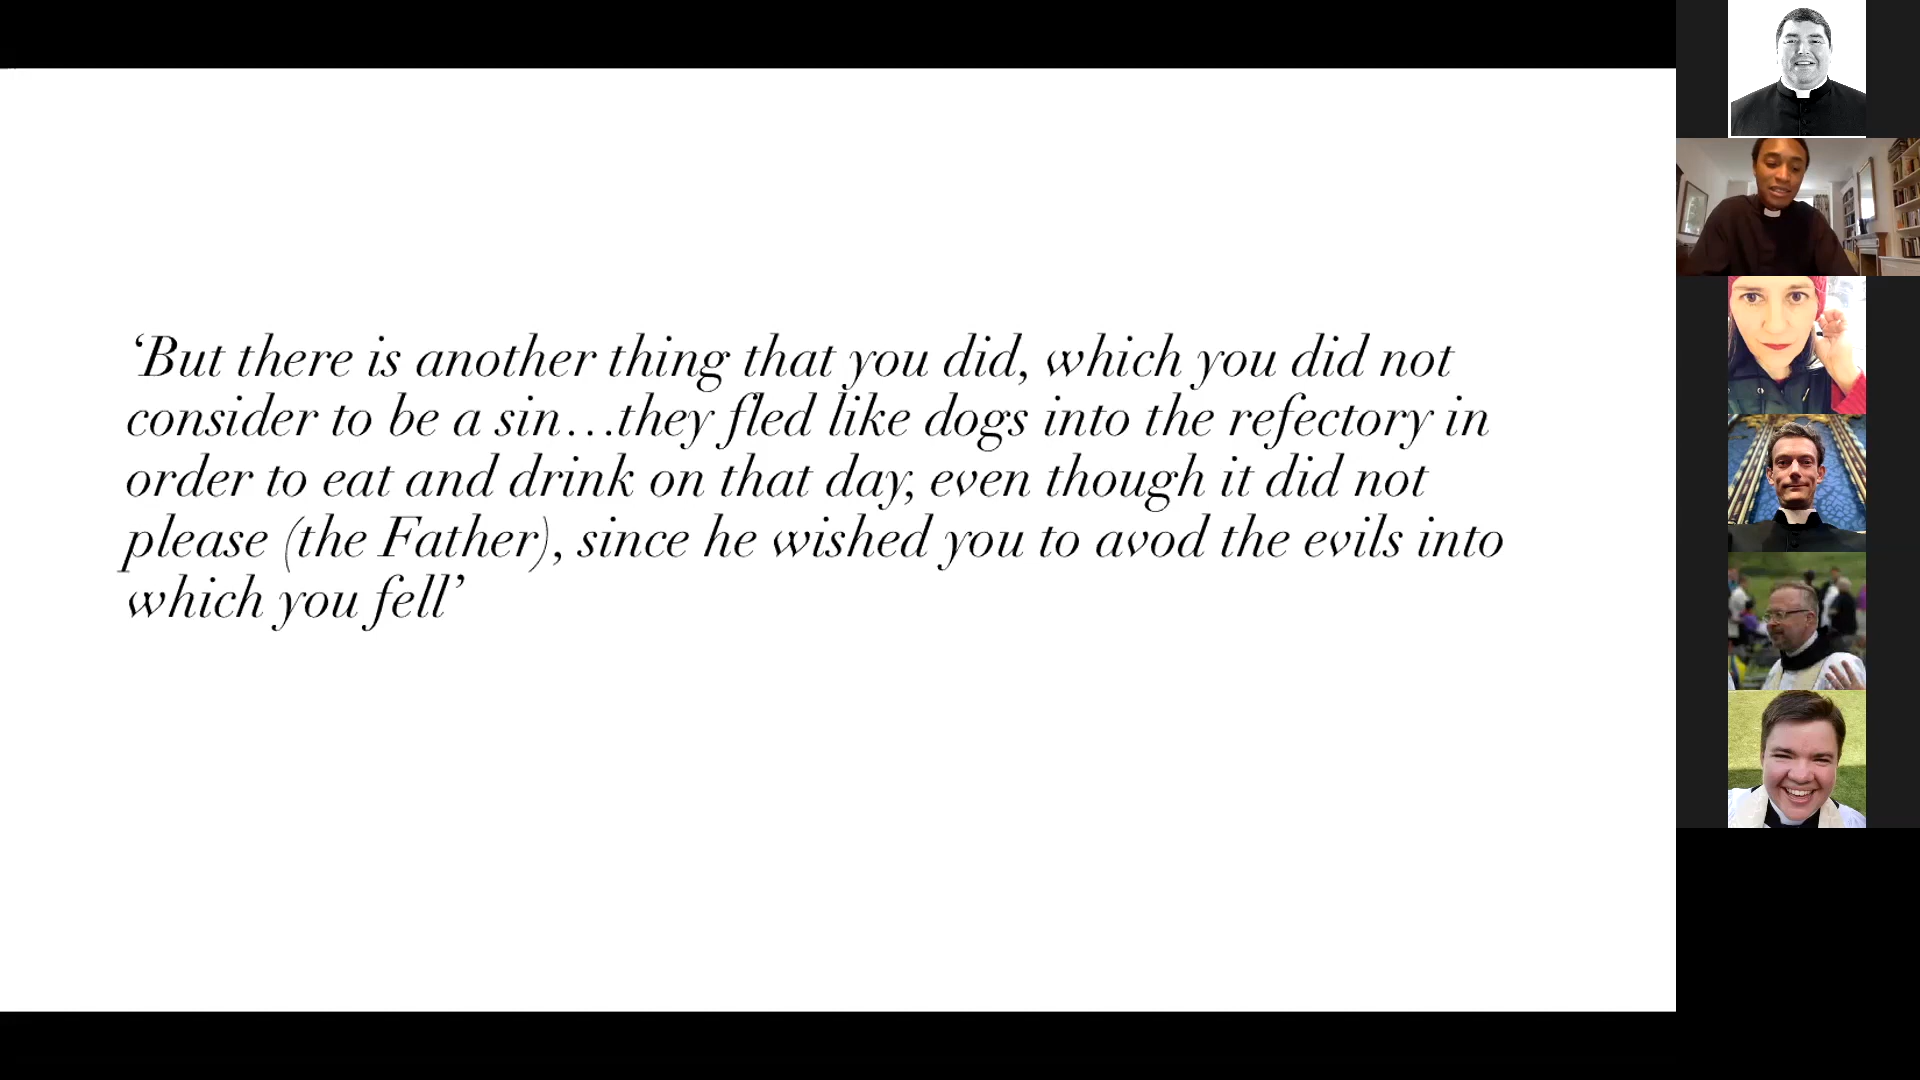 ‘But there is another thing that you did, which you did not
consider to be a sin…they fled like dogs into the refectory in
order to eat and drink on that day, even though it did not
please (the Father), since he wished you to avod the evils into
which you fell’